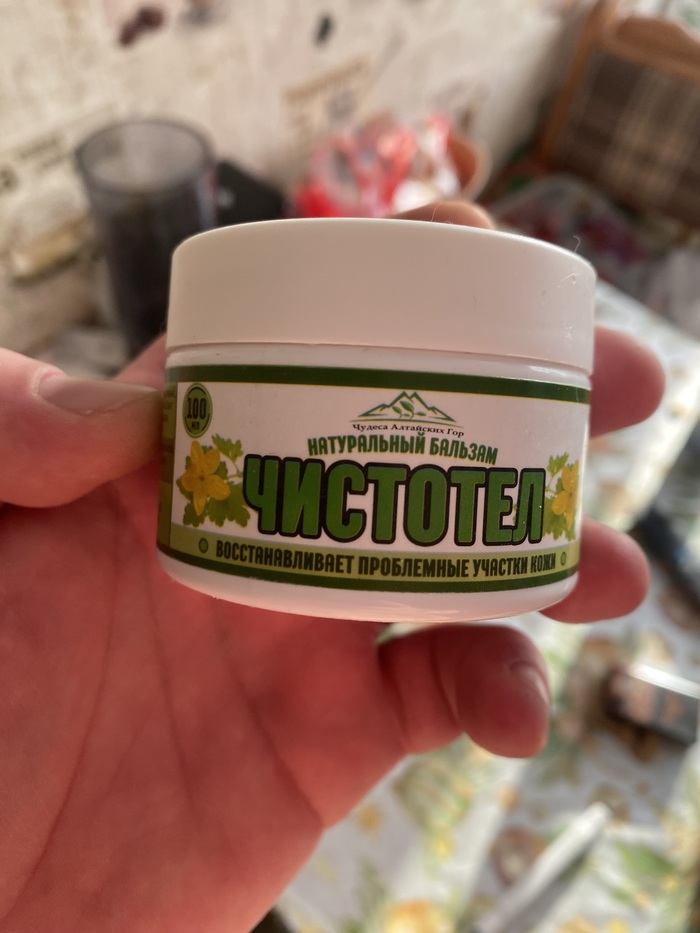 100
мл
Чудеса Алтайских Гор
НАТУРАЛЬНЫЙ БАЛЬЗАМ
ЧИСТОТЕЛ
ВОССТАНАВЛИВАЕТ ПРОБЛЕМНЫЕ УЧАСТКИ КОЖИ